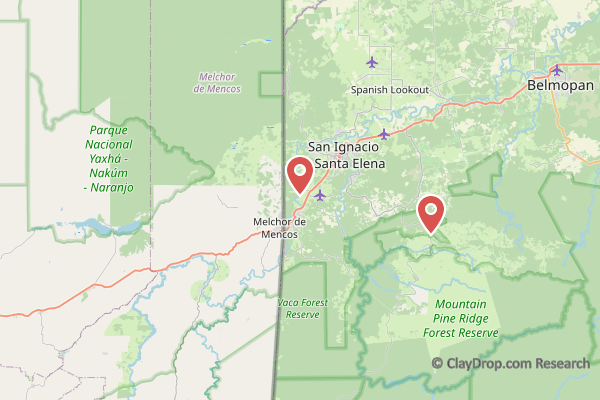 Melchor
de Mencos
Spanish Lookout
Belmopan
Parque
Nacional
Yaxhá -
Nakúm
- Naranjo
San Ignacio
Santa Elena
Melchor de
Mencos
Vaca Forest
Reserve
Mountain
Pine Ridge
Forest Reserve
© ClayDrop.com Research